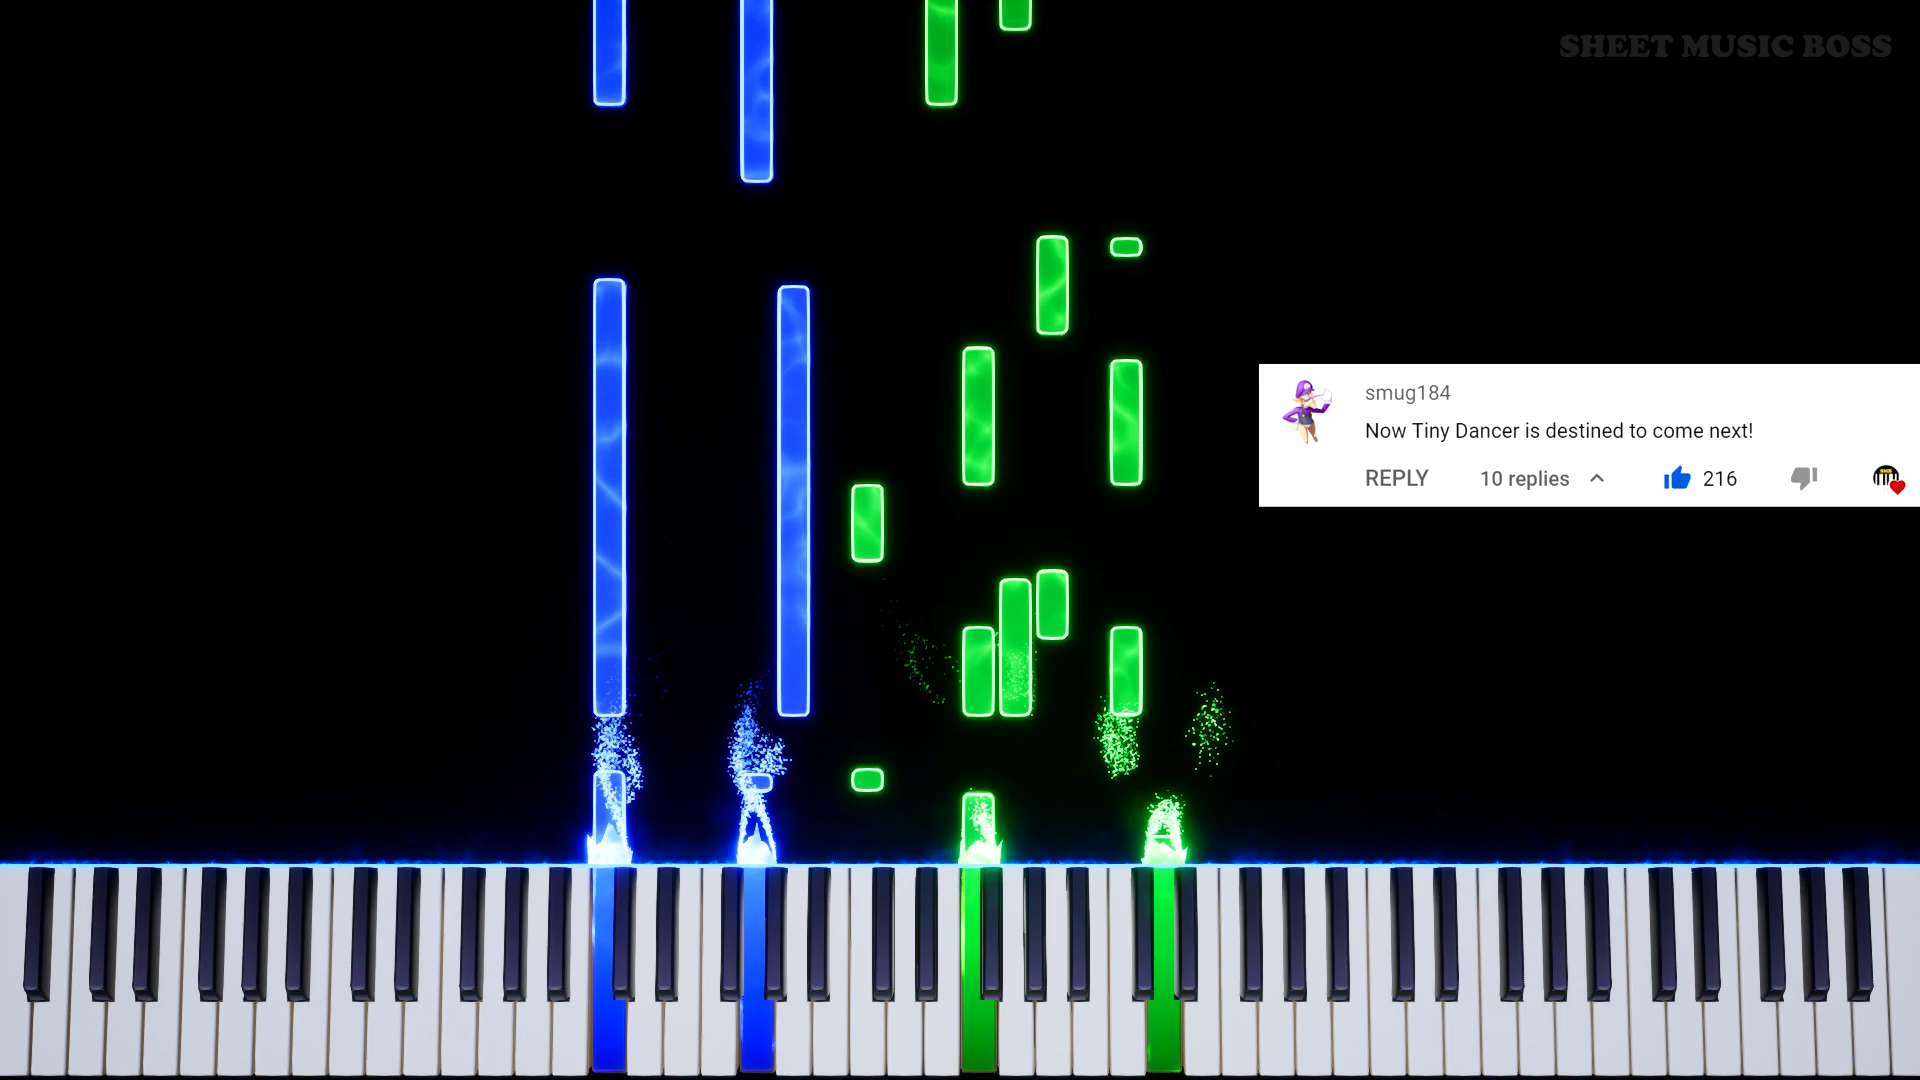 SHEET MUSIC BOSS
smug184
Now Tiny Dancer is destined to come next!
REPLY 10 replies 216